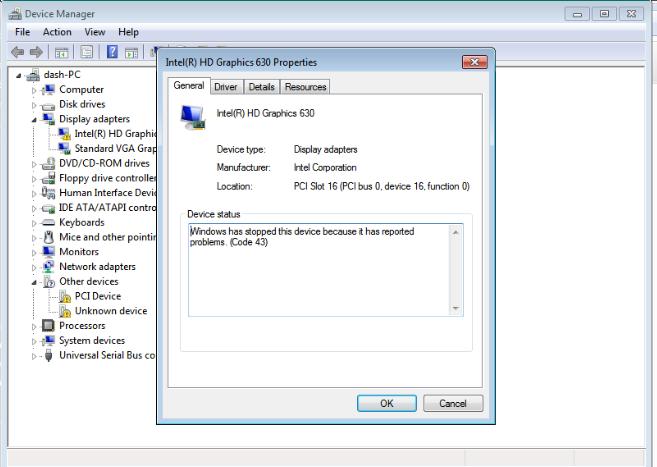 Device Manager
File Action View Help
dash-PC
Computer
Disk drives
Display adapters
Intel(R) HD Graphic
Standard VGA Grap
DVD/CD-ROM drives
Floppy drive controller
Human Interface Devi
IDE ATA/ATAPI contro
Keyboards
Mice and other pointin
Monitors
Network adapters
Other devices
PCI Device
Unknown device
Processors
System devices
Universal Serial Bus co
Intel(R) HD Graphics 630 Properties
General Driver Details Resources
Intel(R) HD Graphics 630
Device type: Display adapters
Manufacturer: Intel Corporation
Location: PCI Slot 16 (PCI bus 0, device 16, function 0)
Device status
Windows has stopped this device because it has reported
problems. (Code 43)
OK Cancel